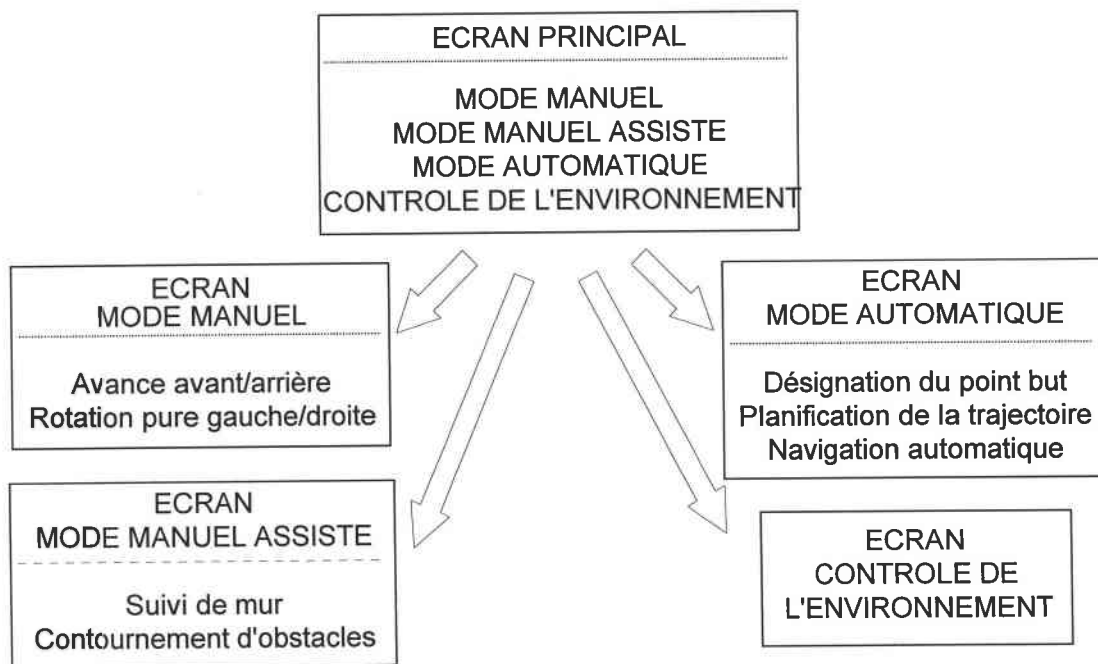 ECRAN PRINCIPAL
MODE MANUEL
MODE MANUEL ASSISTE
MODE AUTOMATIQUE
CONTROLE DE L'ENVIRONNEMENT
ECRAN
MODE MANUEL
Avance avant/arrière
Rotation pure gauche/droite
ECRAN
MODE AUTOMATIQUE
Désignation du point but
Planification de la trajectoire
Navigation automatique
ECRAN
MODE MANUEL ASSISTE
Suivi de mur
Contournement d'obstacles
ECRAN
CONTROLE DE
L'ENVIRONNEMENT